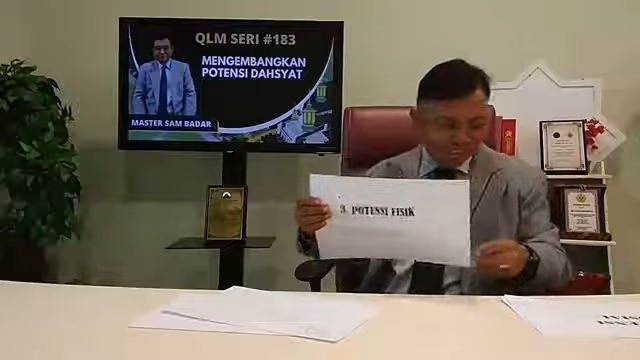 QLM SERI #183
MENGEMBANGKAN
POTENSI DAHSYAT
MASTER SAM BADAR
3. POTENSI FISIK